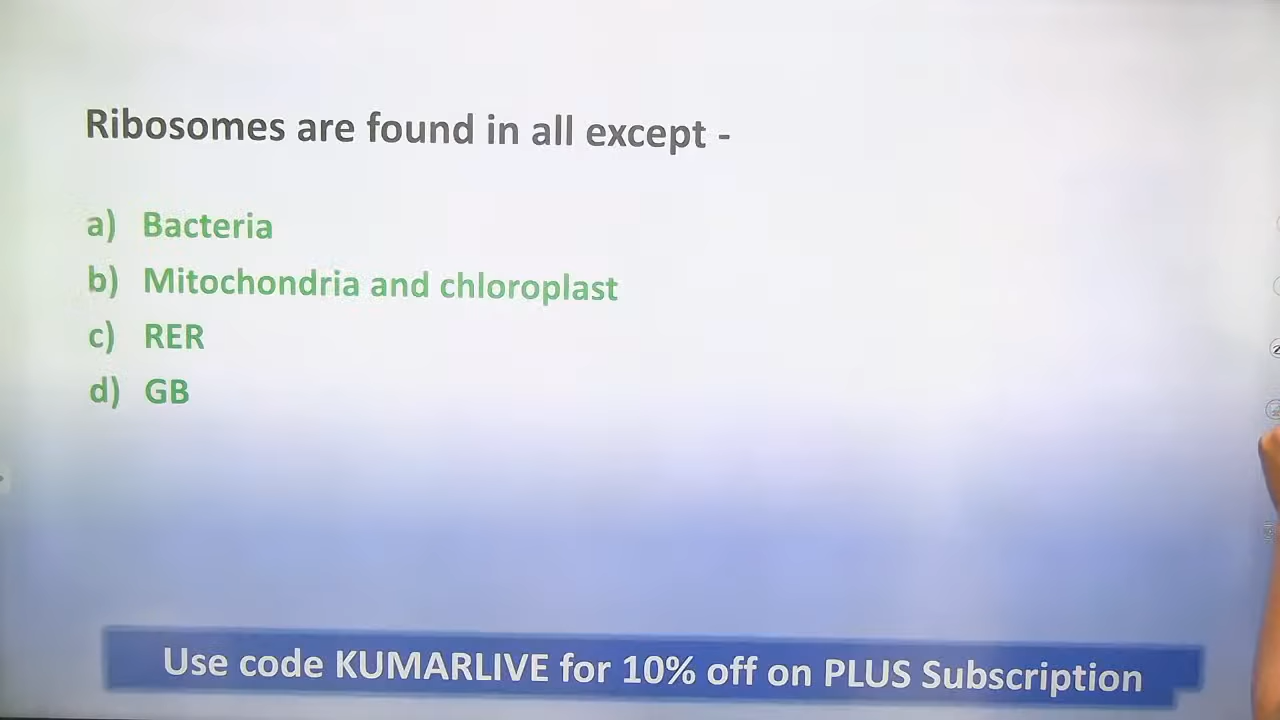 Ribosomes are found in all except -
a) Bacteria
b) Mitochondria and chloroplast
c) RER
d) GB
Use code KUMARLIVE for 10% off on PLUS Subscription